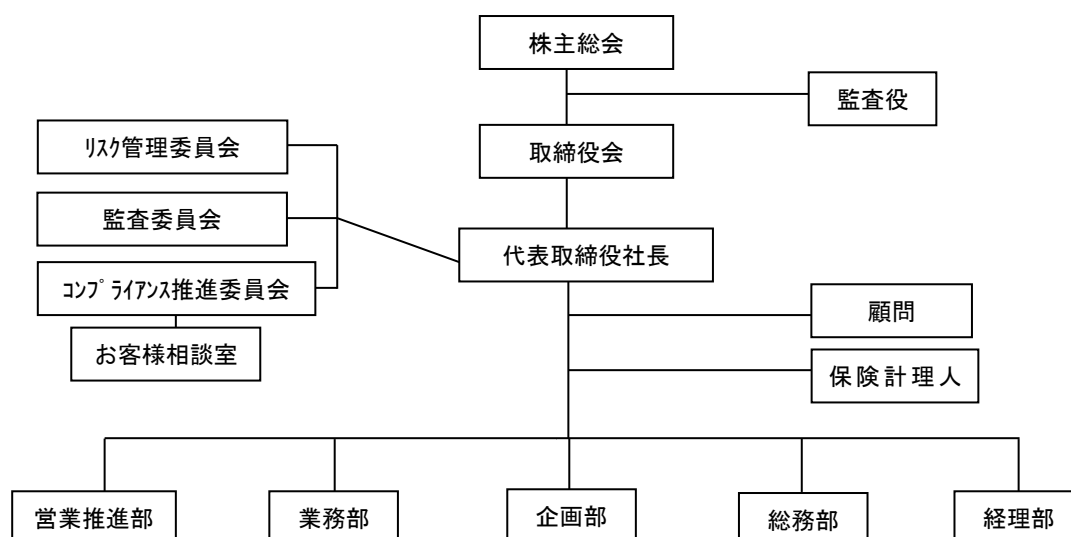 株主総会
監査役
ﾘｽｸ管理委員会
取締役会
監査委員会
代表取締役社長
ｺﾝﾌﾟﾗｲｱﾝｽ推進委員会
顧問
お客様相談室
保険計理人
営業推進部
業務部
企画部
総務部
経理部